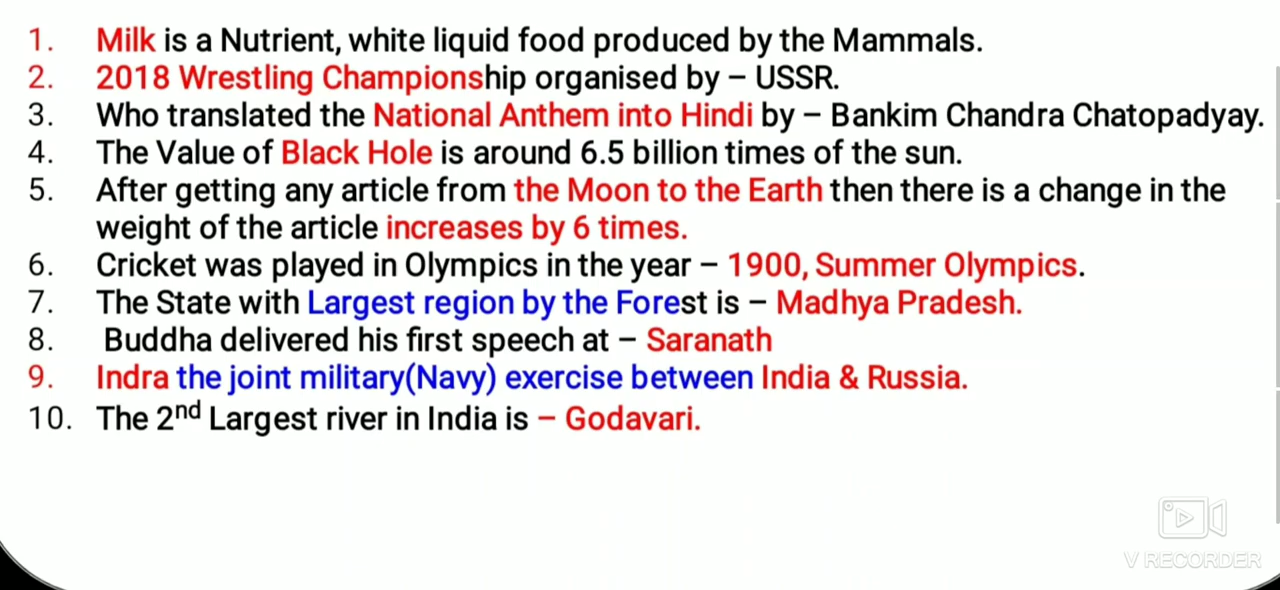 1. Milk is a Nutrient, white liquid food produced by the Mammals.
2. 2018 Wrestling Championship organised by – USSR.
3. Who translated the National Anthem into Hindi by – Bankim Chandra Chatopadyay.
4. The Value of Black Hole is around 6.5 billion times of the sun.
5. After getting any article from the Moon to the Earth then there is a change in the
weight of the article increases by 6 times.
6. Cricket was played in Olympics in the year – 1900, Summer Olympics.
7. The State with Largest region by the Forest is – Madhya Pradesh.
8. Buddha delivered his first speech at – Saranath
9. Indra the joint military(Navy) exercise between India & Russia.
10. The 2nd Largest river in India is – Godavari.
V RECORDER